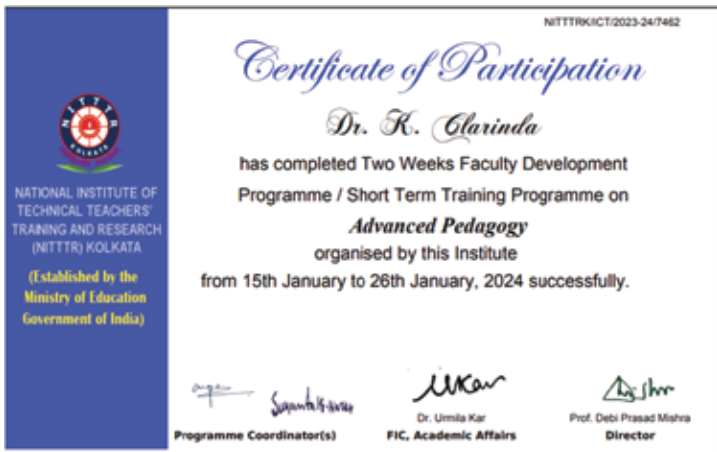 NITTTRK/ICT/2023-24/7462
Certificate of Participation
NITTTR
KOLKATA
NATIONAL INSTITUTE OF
TECHNICAL TEACHERS'
TRAINING AND RESEARCH
(NITTTR) KOLKATA
(Established by the
Ministry of Education
Government of India)
Dr. K. Clarinda
has completed Two Weeks Faculty Development
Programme / Short Term Training Programme on
Advanced Pedagogy
organised by this Institute
from 15th January to 26th January, 2024 successfully.
Dr. Urmila Kar
Prof. Debi Prasad Mishra
Programme Coordinator(s)
FIC, Academic Affairs
Director